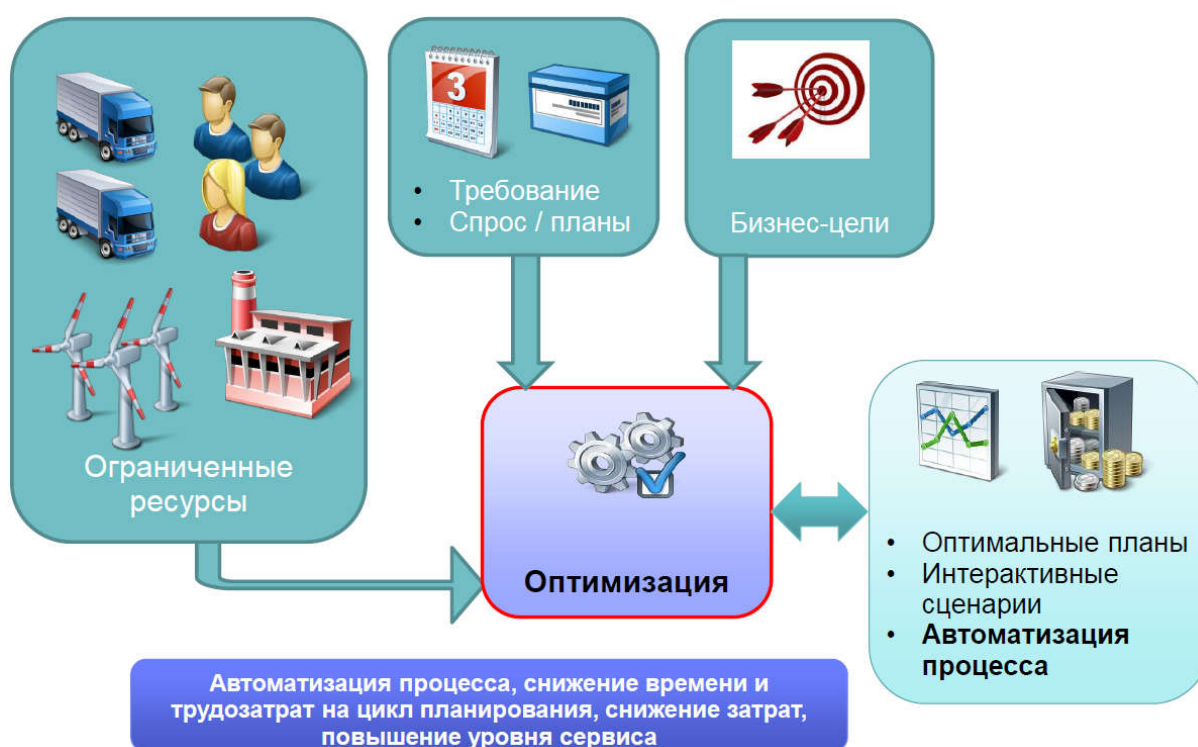 3
• Требование
• Спрос / планы
Бизнес-цели
Ограниченные
ресурсы
Оптимизация
• Оптимальные планы
• Интерактивные
сценарии
• Автоматизация
процесса
Автоматизация процесса, снижение времени и
трудозатрат на цикл планирования, снижение затрат,
повышение уровня сервиса